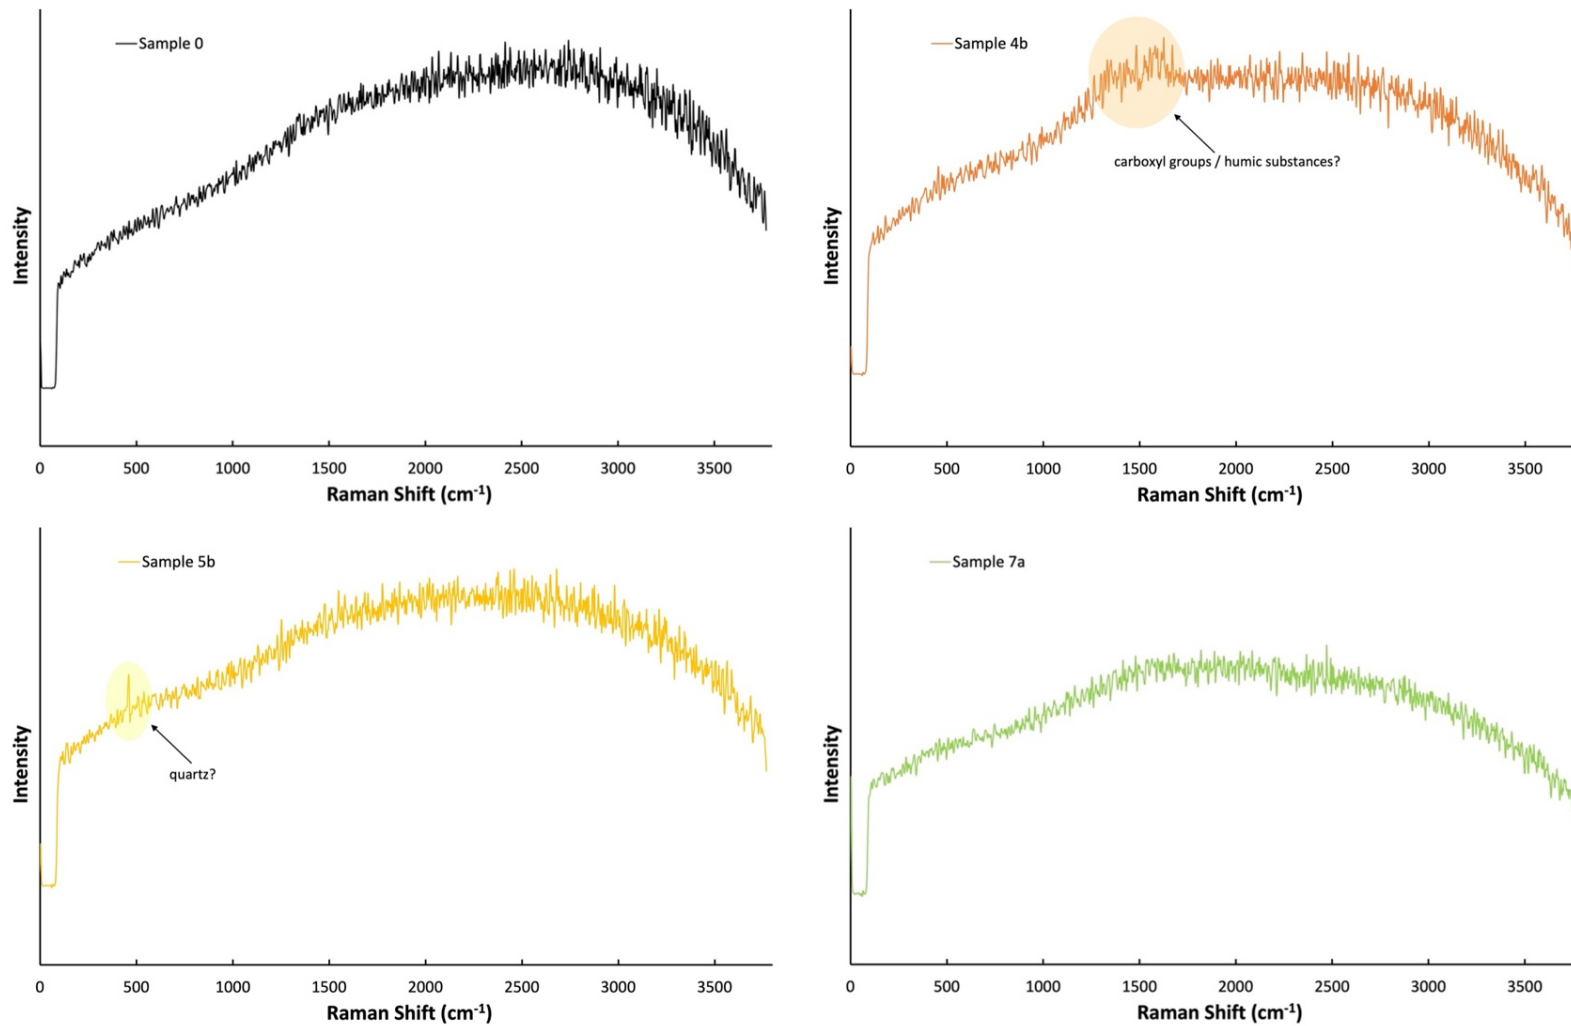 Sample 0
Intensity
0 500 1000 1500 2000 2500 3000 3500
Raman Shift (cm⁻¹)
Sample 4b
carboxyl groups / humic substances?
Intensity
0 500 1000 1500 2000 2500 3000 3500
Raman Shift (cm⁻¹)
Sample 5b
quartz?
Intensity
0 500 1000 1500 2000 2500 3000 3500
Raman Shift (cm⁻¹)
Sample 7a
Intensity
0 500 1000 1500 2000 2500 3000 3500
Raman Shift (cm⁻¹)